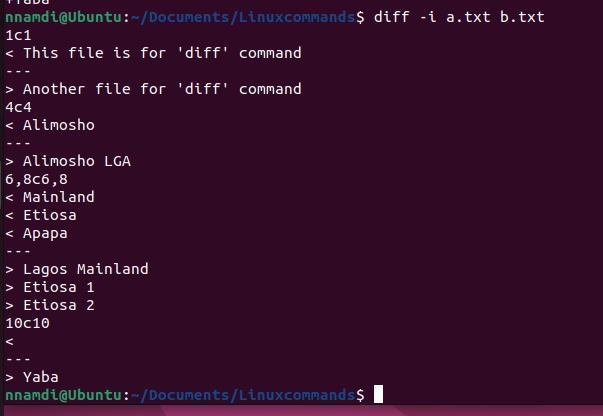 +Yaba
nnamdi@Ubuntu:~/Documents/Linuxcommands$ diff -i a.txt b.txt
1c1
< This file is for 'diff' command
---
> Another file for 'diff' command
4c4
< Alimosho
---
> Alimosho LGA
6,8c6,8
< Mainland
< Etiosa
< Apapa
---
> Lagos Mainland
> Etiosa 1
> Etiosa 2
10c10
<
---
> Yaba
nnamdi@Ubuntu:~/Documents/Linuxcommands$